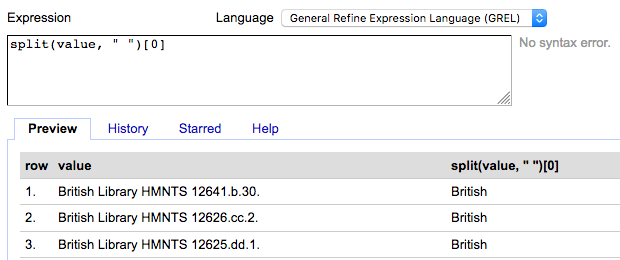 Expression Language General Refine Expression Language (GREL)
split(value, " ")[0] No syntax error.
Preview History Starred Help
row value split(value, " ")[0]
1. British Library HMNTS 12641.b.30. British
2. British Library HMNTS 12626.cc.2. British
3. British Library HMNTS 12625.dd.1. British